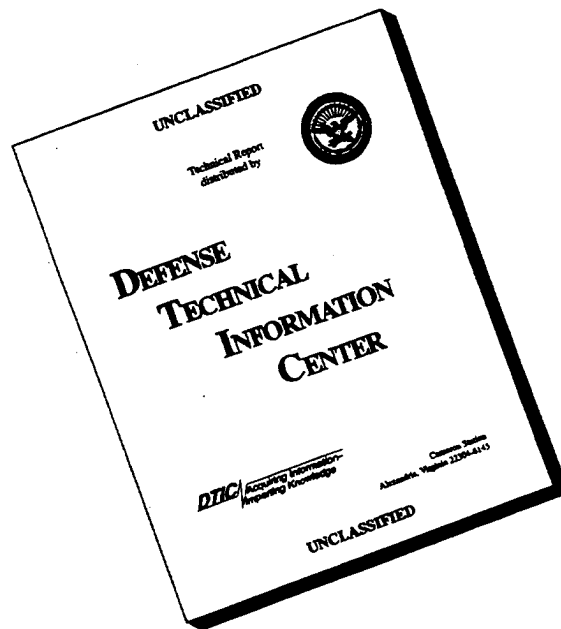 UNCLASSIFIED
Technical Report
distributed by
DEFENSE
TECHNICAL
INFORMATION
CENTER
DTIC
Acquiring Information–
Imparting Knowledge
Cameron Station
Alexandria, Virginia 22304-6145
UNCLASSIFIED